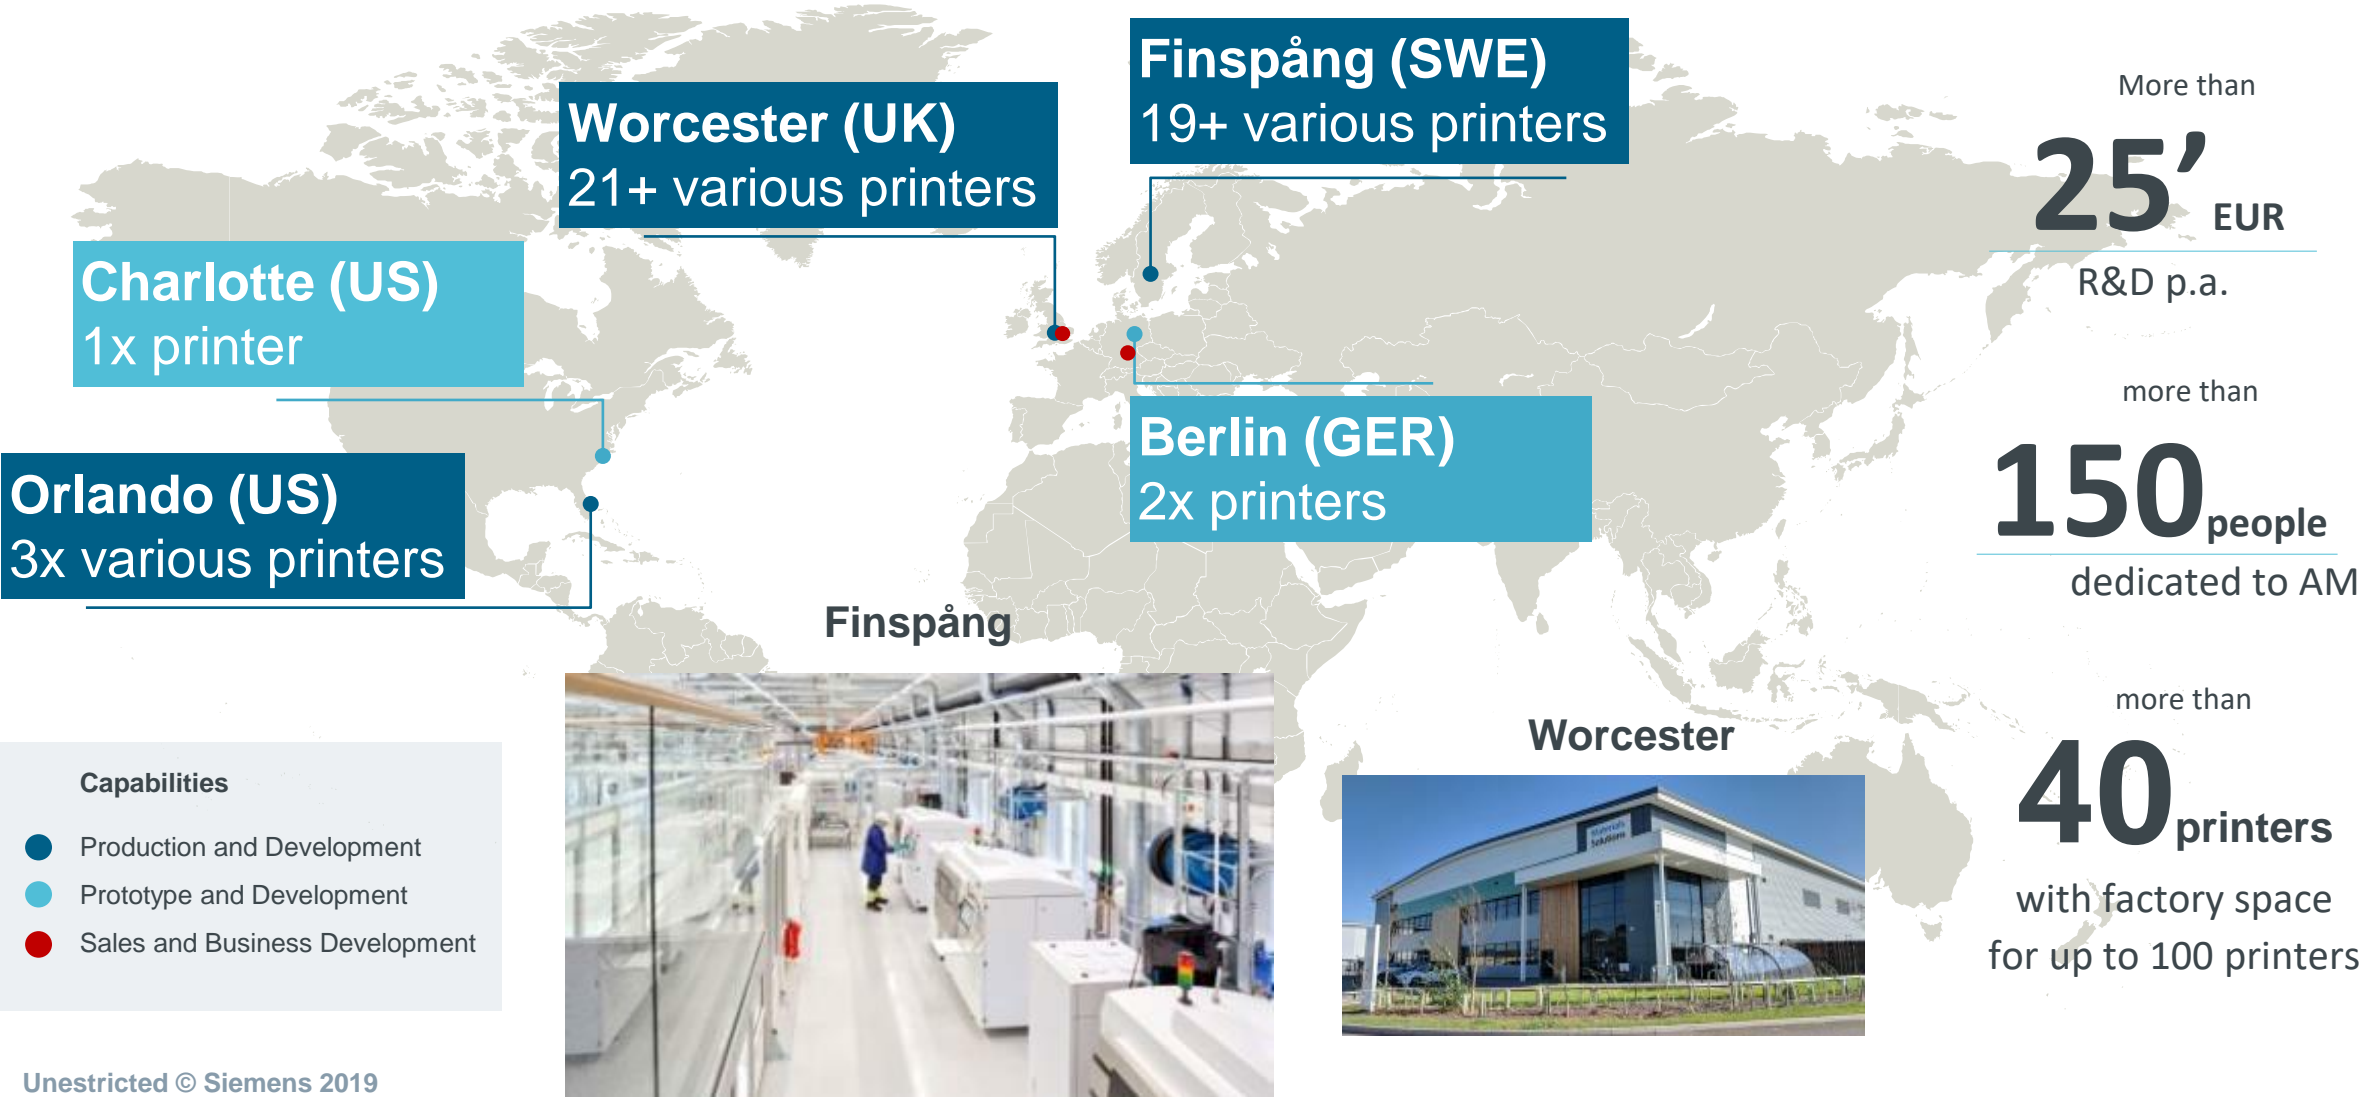 Finspång (SWE)
19+ various printers
Worcester (UK)
21+ various printers
Charlotte (US)
1x printer
Orlando (US)
3x various printers
Berlin (GER)
2x printers
More than
25’ EUR
R&D p.a.
more than
150 people
dedicated to AM
more than
40 printers
with factory space
for up to 100 printers
Finspång
Worcester
Materials
Solutions
Capabilities
Production and Development
Prototype and Development
Sales and Business Development
Unestricted © Siemens 2019